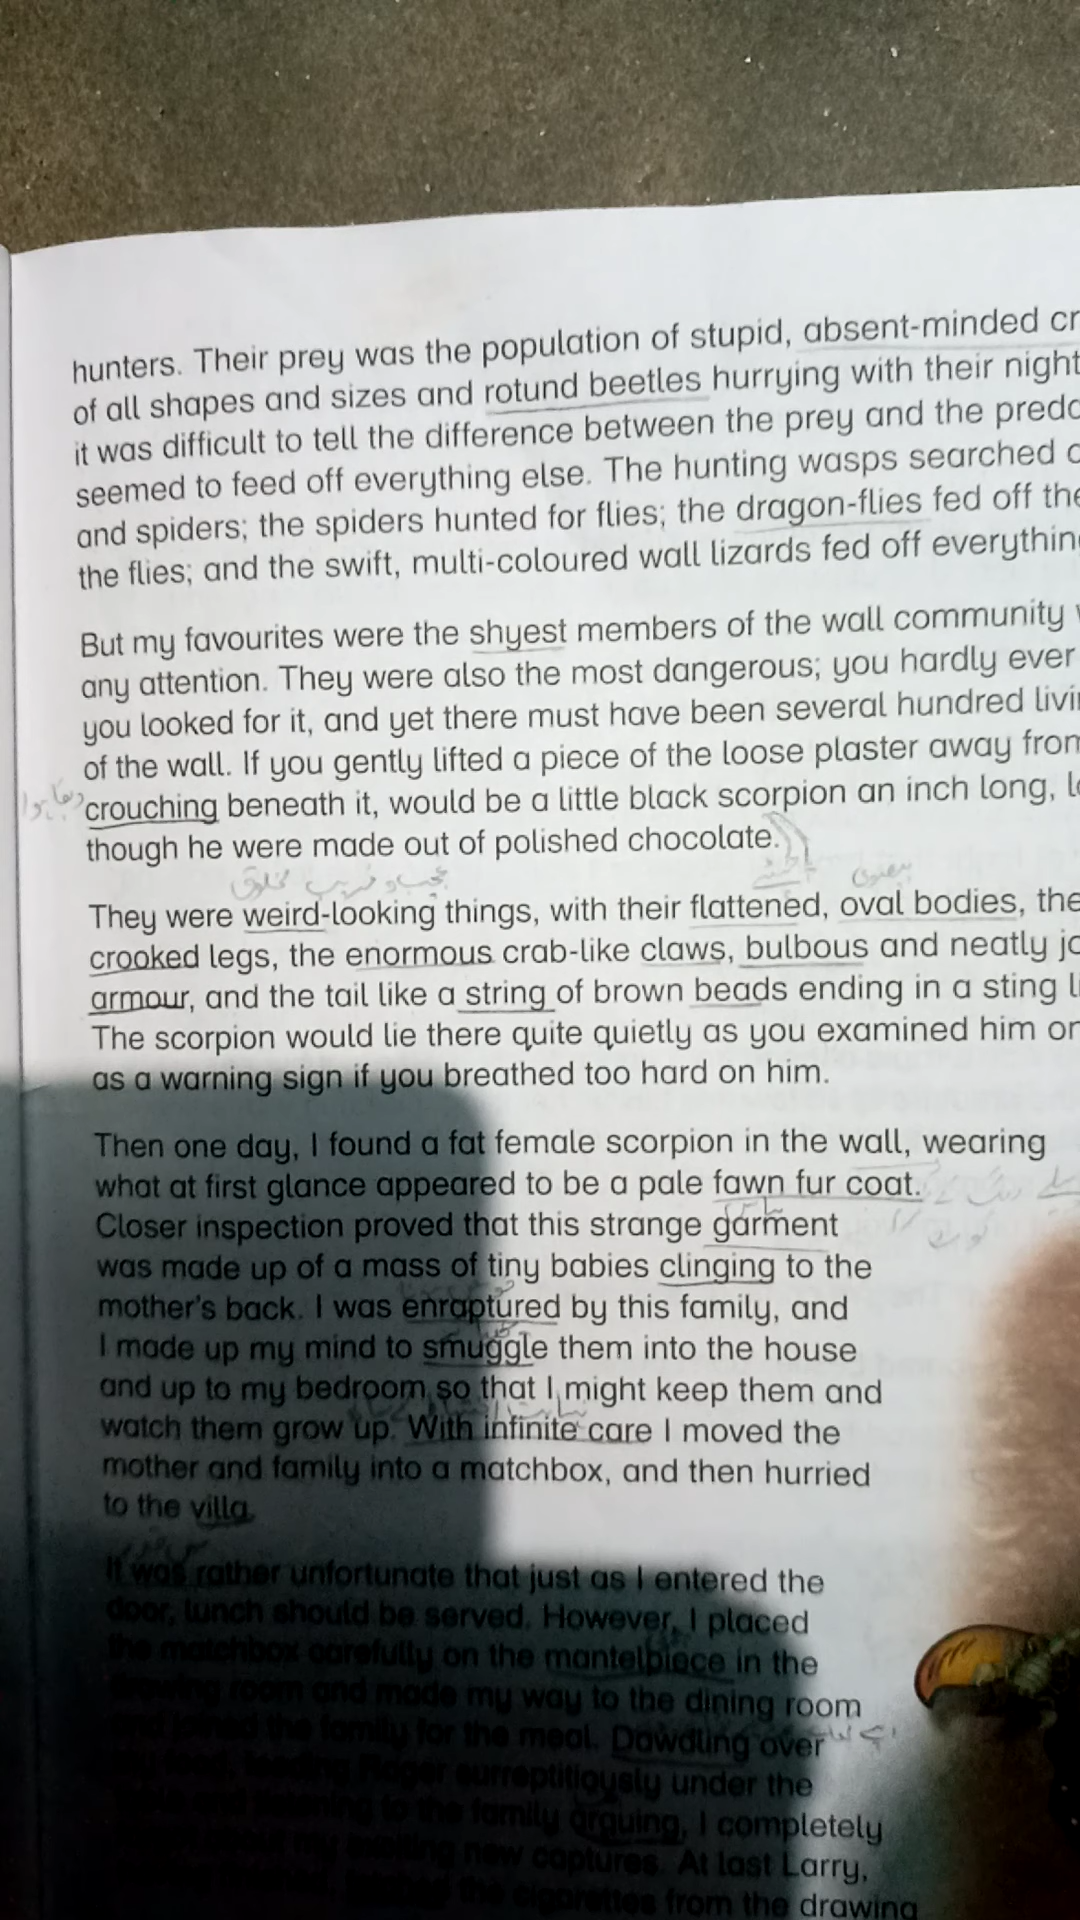 hunters. Their prey was the population of stupid, absent-minded cr
of all shapes and sizes and rotund beetles hurrying with their night
it was difficult to tell the difference between the prey and the preda
seemed to feed off everything else. The hunting wasps searched
and spiders; the spiders hunted for flies; the dragon-flies fed off the
the flies; and the swift, multi-coloured wall lizards fed off everything
But my favourites were the shyest members of the wall community
any attention. They were also the most dangerous; you hardly ever
you looked for it, and yet there must have been several hundred livi
of the wall. If you gently lifted a piece of the loose plaster away from
crouching beneath it, would be a little black scorpion an inch long,
though he were made out of polished chocolate.
عجیب و غریب مخلوق
They were weird-looking things, with their flattened, oval bodies, the
crooked legs, the enormous crab-like claws, bulbous and neatly jo
armour, and the tail like a string of brown beads ending in a sting li
The scorpion would lie there quite quietly as you examined him or
as a warning sign if you breathed too hard on him.
Then one day, I found a fat female scorpion in the wall, wearing
what at first glance appeared to be a pale fawn fur coat.
Closer inspection proved that this strange garment
was made up of a mass of tiny babies clinging to the
mother's back. I was enraptured by this family, and
I made up my mind to smuggle them into the house
and up to my bedroom so that I might keep them and
watch them grow up. With infinite care I moved the
mother and family into a matchbox, and then hurried
to the villa.
It was rather unfortunate that just as I entered the
door, lunch should be served. However, I placed
the matchbox carefully on the mantelpiece in the
drawing room and made my way to the dining room
and joined the family for the meal. Dawdling over
Roger surreptitiously under the
to the family arguing, I completely
new captures. At last Larry,
the cigarettes from the drawing